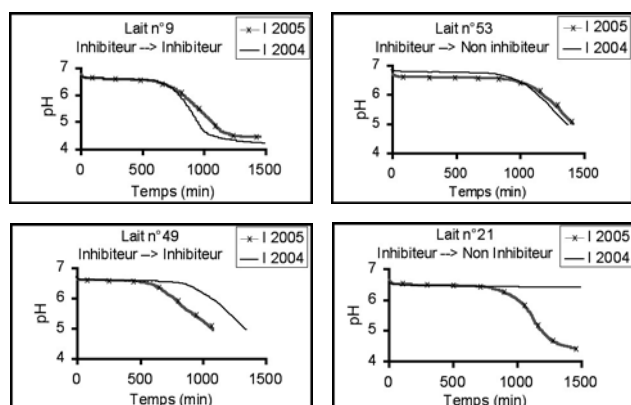 Lait n°9
Inhibiteur --> Inhibiteur
I 2005
I 2004
pH
7
6
5
4
0
500
1000
1500
Temps (min)
Lait n°53
Inhibiteur --> Non inhibiteur
I 2005
I 2004
pH
7
6
5
4
0
500
1000
1500
Temps (min)
Lait n°49
Inhibiteur --> Inhibiteur
I 2005
I 2004
pH
7
6
5
4
0
500
1000
1500
Temps (min)
Lait n°21
Inhibiteur --> Non Inhibiteur
I 2005
I 2004
pH
7
6
5
4
0
500
1000
1500
Temps (min)